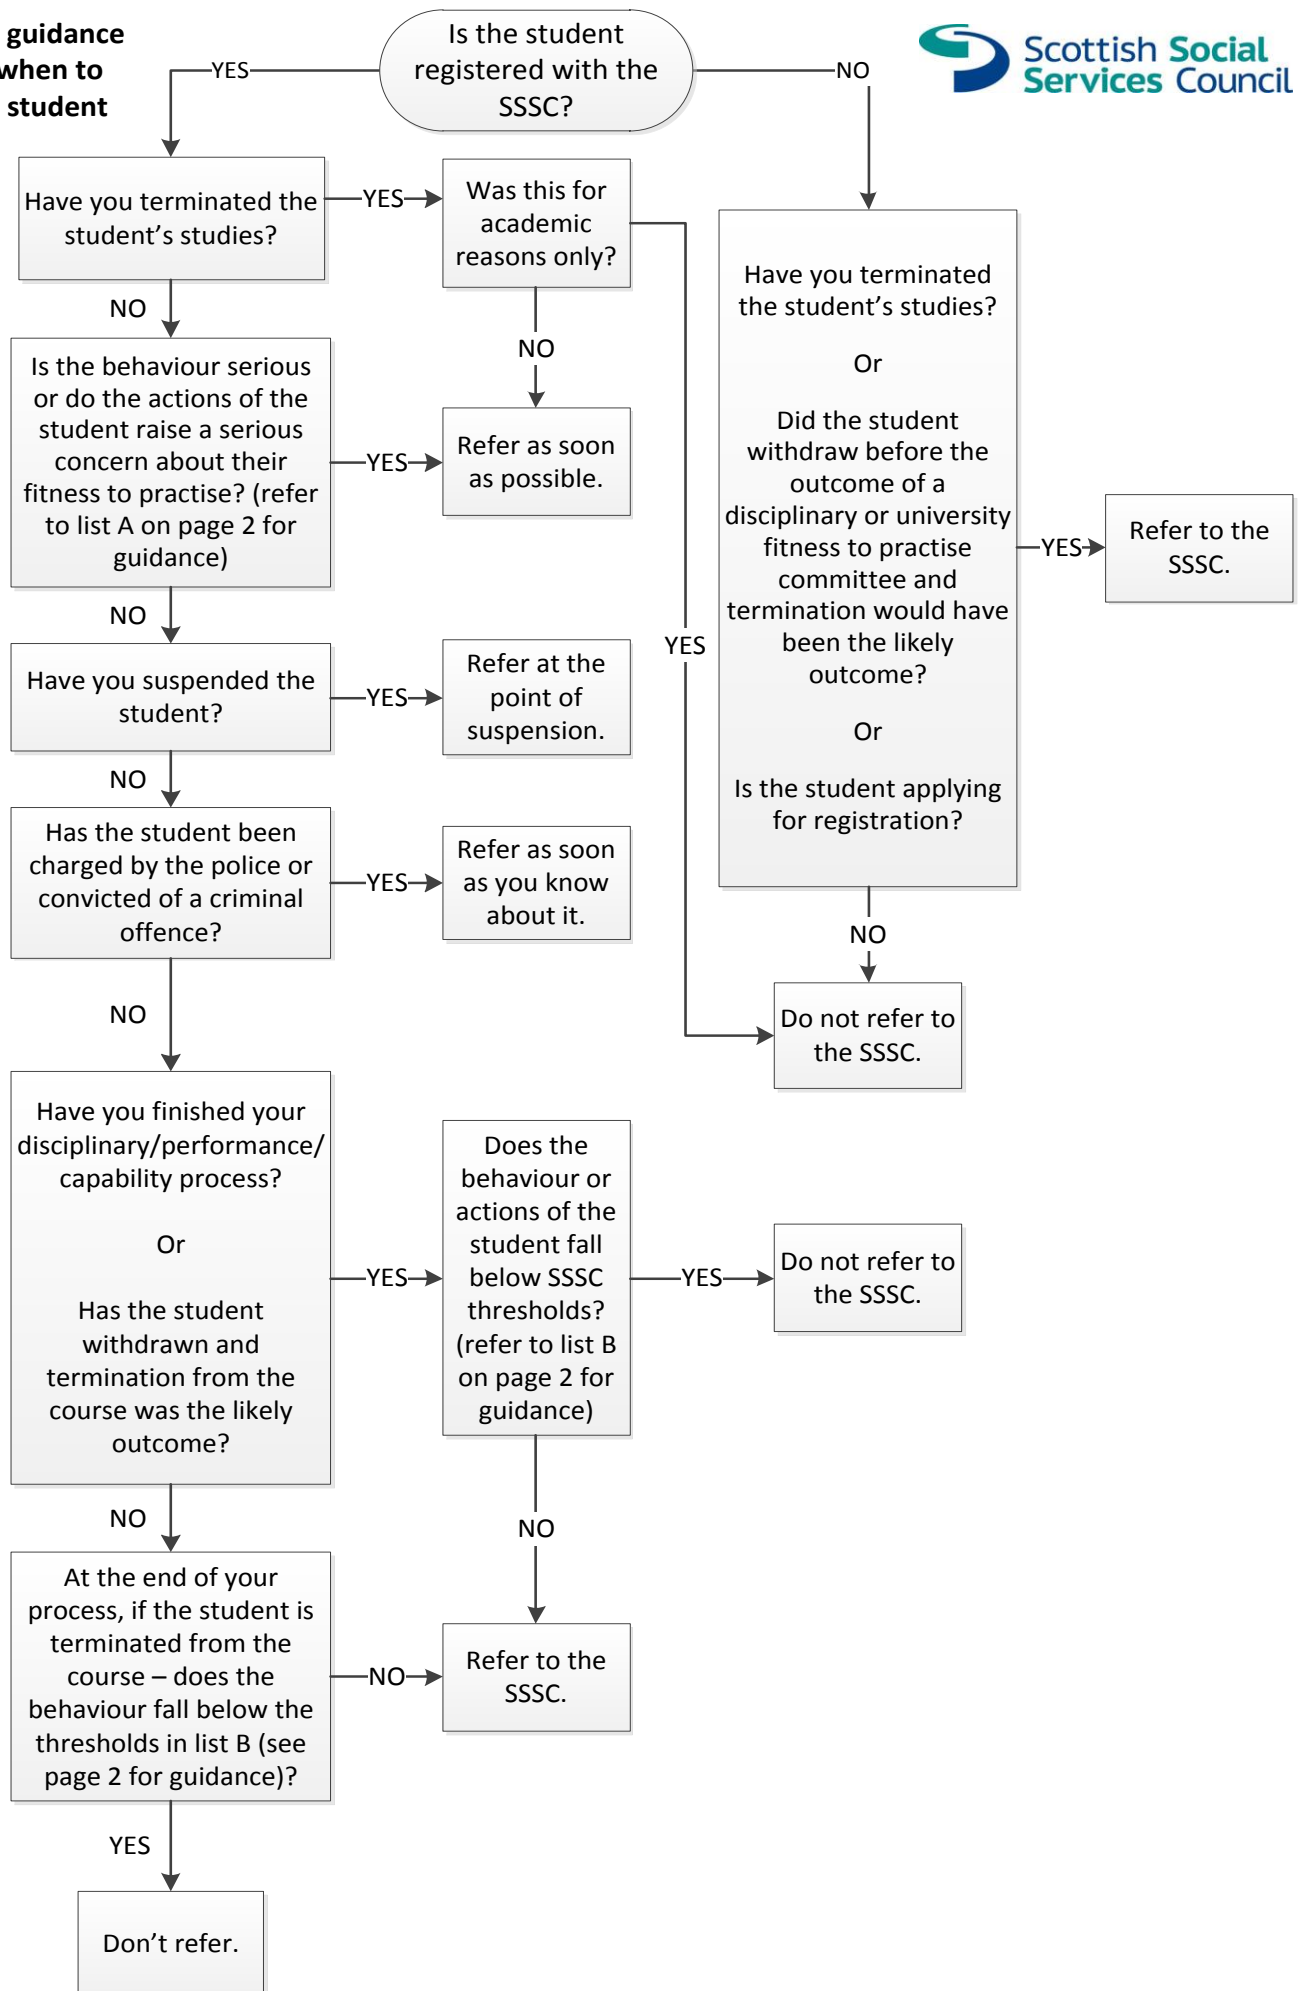 guidance
when to
student
Is the student
registered with the
SSSC?
Scottish Social
Services Council
YES
NO
Have you terminated the
student's studies?
YES
Was this for
academic
reasons only?
NO
NO
YES
Is the behaviour serious
or do the actions of the
student raise a serious
concern about their
fitness to practise? (refer
to list A on page 2 for
guidance)
YES
Refer as soon
as possible.
Have you terminated
the student's studies?
Or
Did the student
withdraw before the
outcome of a
disciplinary or university
fitness to practise
committee and
termination would have
been the likely
outcome?
Or
Is the student applying
for registration?
YES
Refer to the
SSSC.
NO
Do not refer to
the SSSC.
NO
Have you suspended the
student?
YES
Refer at the
point of
suspension.
NO
Has the student been
charged by the police or
convicted of a criminal
offence?
YES
Refer as soon
as you know
about it.
NO
Have you finished your
disciplinary/performance/
capability process?
Or
Has the student
withdrawn and
termination from the
course was the likely
outcome?
YES
Does the
behaviour or
actions of the
student fall
below SSSC
thresholds?
(refer to list B
on page 2 for
guidance)
YES
Do not refer to
the SSSC.
NO
NO
At the end of your
process, if the student is
terminated from the
course – does the
behaviour fall below the
thresholds in list B (see
page 2 for guidance)?
NO
Refer to the
SSSC.
YES
Don't refer.